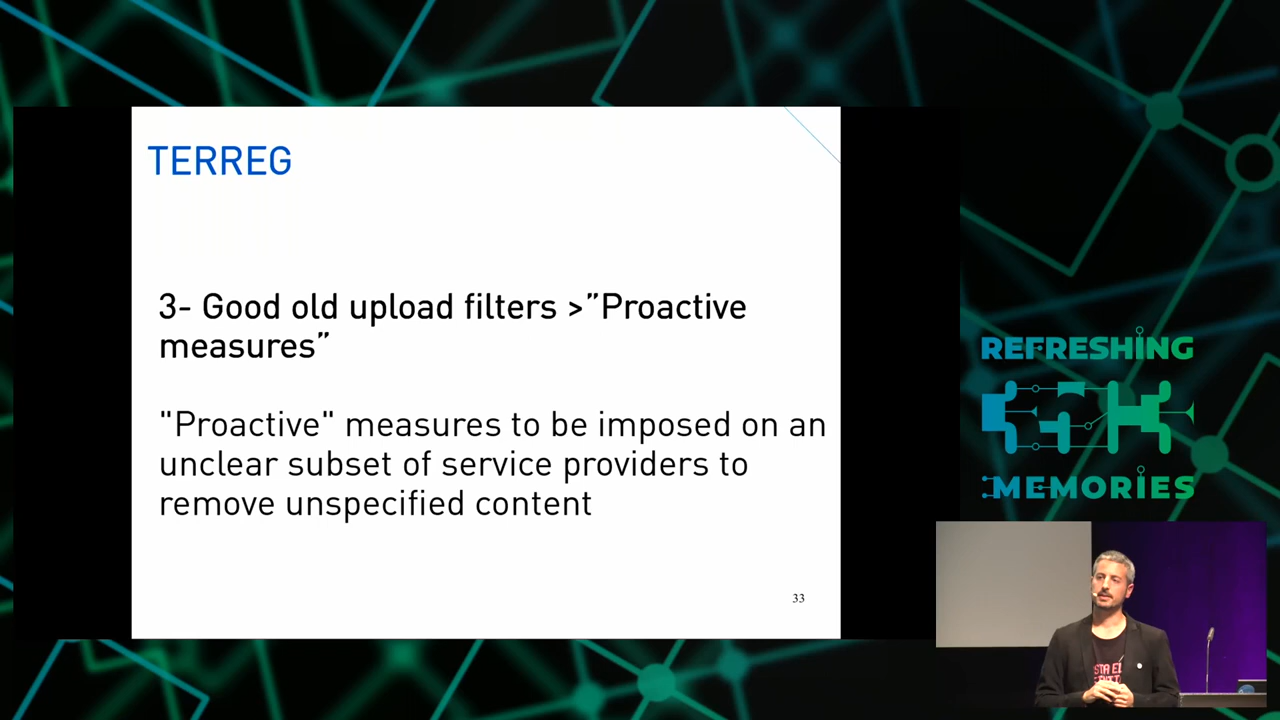 TERREG
3- Good old upload filters >”Proactive
measures”
"Proactive" measures to be imposed on an
unclear subset of service providers to
remove unspecified content
33
REFRESHING
MEMORIES